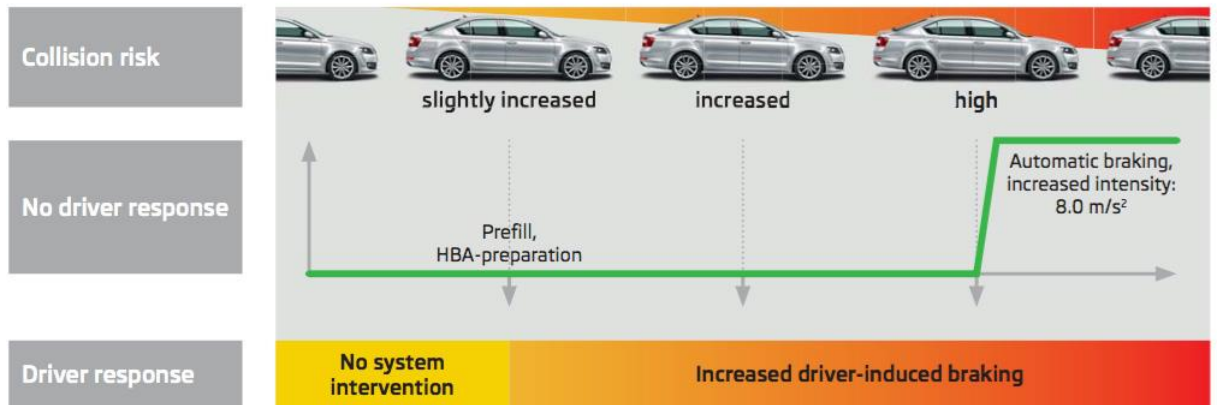 Collision risk
slightly increased
increased
high
No driver response
Prefill,
HBA-preparation
Automatic braking,
increased intensity:
8.0 m/s²
Driver response
No system
intervention
Increased driver-induced braking